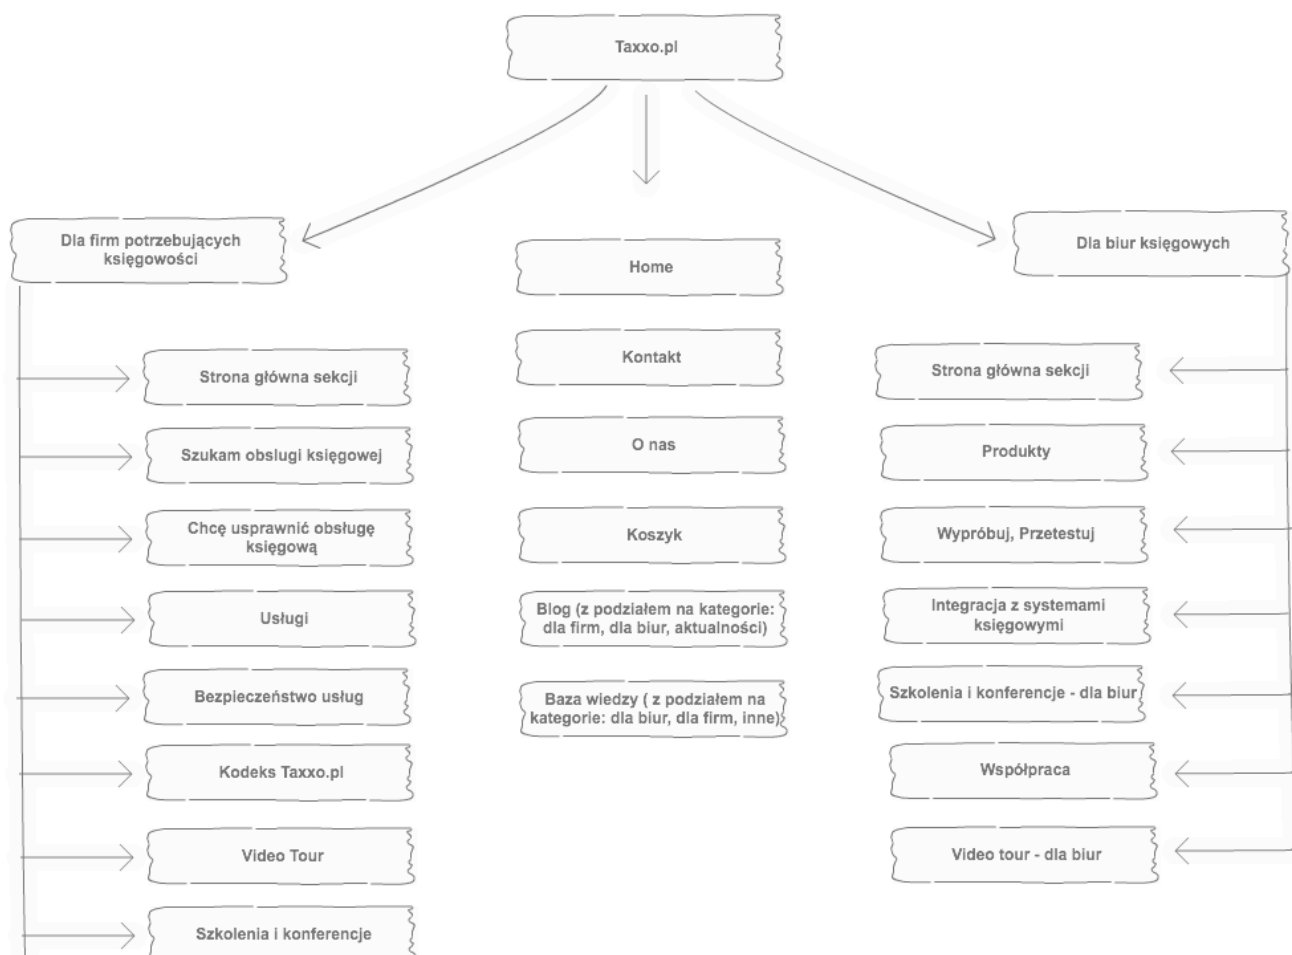 Taxxo.pl
Dla firm potrzebujących
księgowości
Strona główna sekcji
Szukam obslugi księgowej
Chcę usprawnić obsługę
księgową
Usługi
Bezpieczeństwo usług
Kodeks Taxxo.pl
Video Tour
Szkolenia i konferencje
Home
Kontakt
O nas
Koszyk
Blog (z podziałem na kategorie:
dla firm, dla biur, aktualności)
Baza wiedzy ( z podziałem na
kategorie: dla biur, dla firm, inne)
Dla biur księgowych
Strona główna sekcji
Produkty
Wypróbuj, Przetestuj
Integracja z systemami
księgowymi
Szkolenia i konferencje - dla biur
Współpraca
Video tour - dla biur